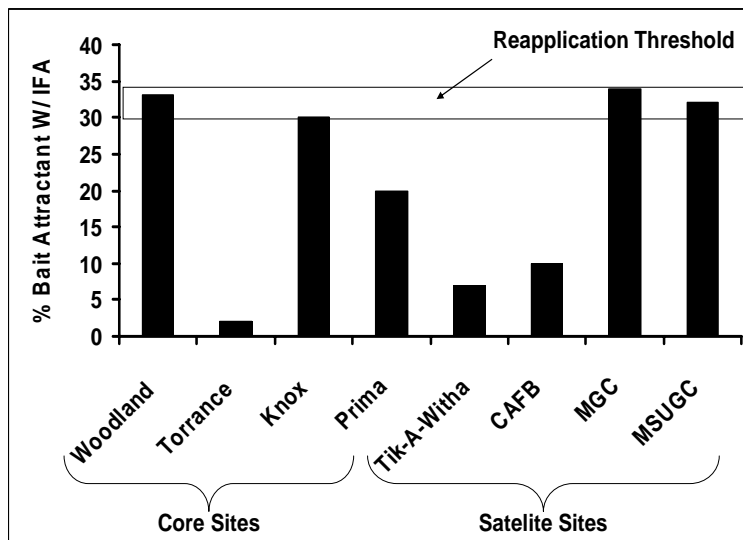 Reapplication Threshold
% Bait Attractant W/ IFA
40
35
30
25
20
15
10
5
0
Woodland
Torrance
Knox
Prima
Tik-A-Witha
CAFB
MGC
MSUGC
Core Sites
Satelite Sites